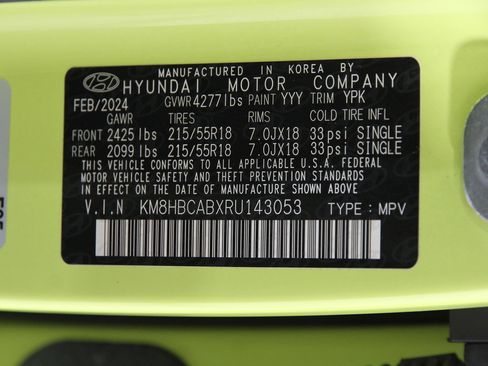 MANUFACTURED IN KOREA BY
HYUNDAI MOTOR COMPANY
FEB/2024 GVWR 4277lbs PAINT YYY TRIM YPK
GAWR TIRES RIMS COLD TIRE INFL
FRONT 2425 lbs 215/55R18 7.0JX18 33psi SINGLE
REAR 2099 lbs 215/55R18 7.0JX18 33psi SINGLE
THIS VEHICLE CONFORMS TO ALL APPLICABLE U.S.A. FEDERAL
MOTOR VEHICLE SAFETY AND THEFT PREVENTION STANDARDS
IN EFFECT ON THE DATE OF MANUFACTURE SHOWN ABOVE.
V.I.N KM8HBCABXRU143053 TYPE : MPV